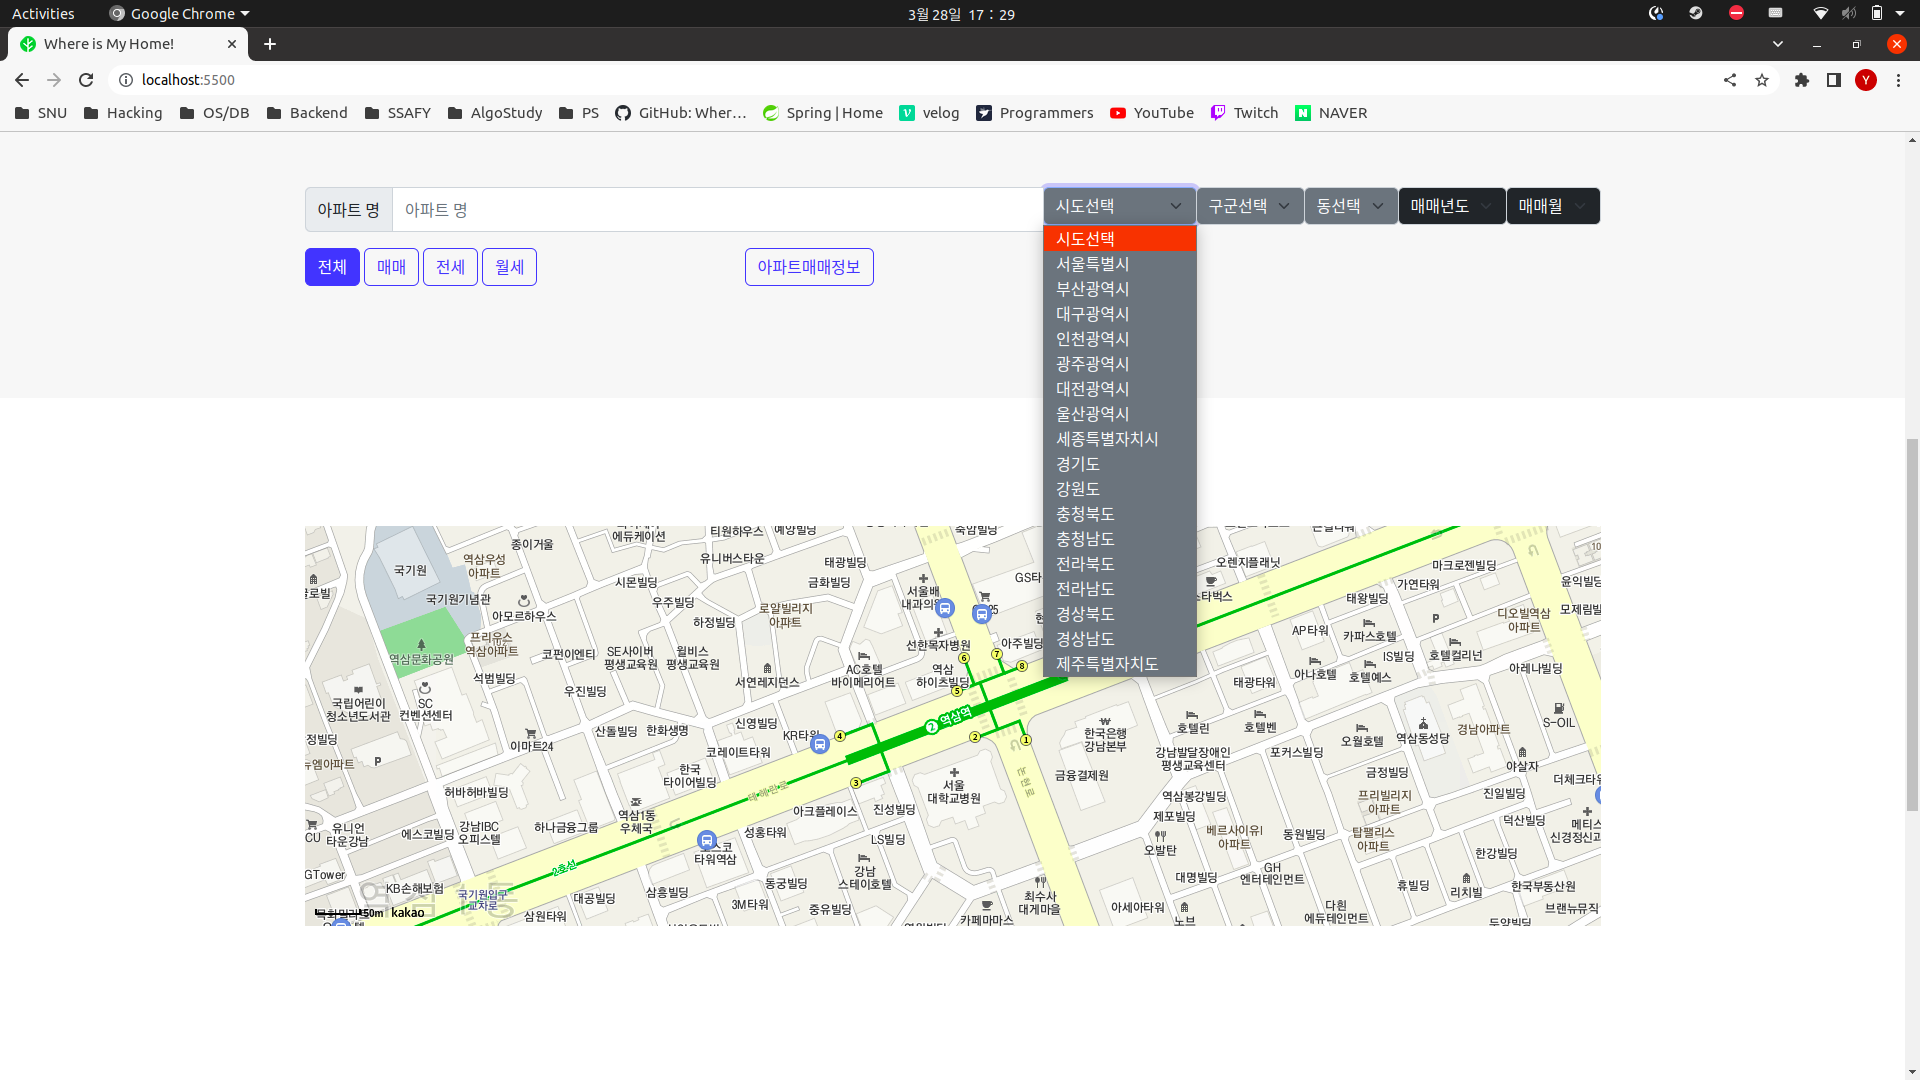 Activities Google Chrome 3월 28일 17 : 29
Where is My Home!
localhost:5500 Y
SNU Hacking OS/DB Backend SSAFY AlgoStudy PS GitHub: Wher... Spring | Home velog Programmers YouTube Twitch NAVER
아파트 명 아파트 명 시도선택 구군선택 동선택 매매년도 매매월
전체 매매 전세 월세 아파트매매정보
시도선택
서울특별시
부산광역시
대구광역시
인천광역시
광주광역시
대전광역시
울산광역시
세종특별자치시
경기도
강원도
충청북도
충청남도
전라북도
전라남도
경상북도
경상남도
제주특별자치도
티원하우스 예양빌딩 숙암빌딩
종이거울 에듀케이션
국기원 역삼우성 아파트 유니버스타운 태광빌딩 오렌지플래닛 마크로젠빌딩
시몬빌딩 금화빌딩 GS타 가연타워 윤익빌딩
국기원기념관 우주빌딩 로얄빌리지 아파트 서울배 내과의원 스타벅스 태왕빌딩 모제림빌
아모르하우스 하정빌딩 AP타워 카파스호텔 P 디오빌역삼 아파트
프리우스 역삼아파트 선한목자병원 아주빌딩
역삼문화공원 코펀이엔티 SE사이버 평생교육원 윌비스 평생교육원 6 7 8 IS빌딩 호텔컬리넌 아레나빌딩
석범빌딩 서연레지던스 AC호텔 바이메리어트 역삼 하이츠빌딩 아나호텔 호텔예스
국립어린이 청소년도서관 SC 컨벤션센터 우진빌딩 5 태광타워
산돌빌딩 한화생명 신영빌딩 2 역삼역 한국은행 강남본부 호텔린 호텔벤 S-OIL
이마트24 KR타워 4 2 1 오월호텔 역삼동성당 경남아파트
P 코레이트타워 강남발달장애인 평생교육센터 포커스빌딩
한국 타이어빌딩 3 서울 대학교병원 논현로 금융결제원 금정빌딩 야살자
허바허바빌딩 테헤란로 역삼봉강빌딩 프리빌리지 아파트 진일빌딩
역삼1동 우체국 아크플레이스 진성빌딩 제포빌딩 덕산빌딩
CU 유니언 타운강남 에스코빌딩 강남IBC 오피스텔 하나금융그룹 성홍타워 LS빌딩 오발탄 베르사이유I 아파트 동원빌딩 탑팰리스 아파트
포스코 타워역삼 한강빌딩
2호선 강남 스테이호텔 GH 엔터테인먼트
GTower KB손해보험 국기원입구 교차로 대공빌딩 삼흥빌딩 동궁빌딩 대명빌딩 휴빌딩 리치빌 한국부동산원
50m kakao 삼원타워 3M타워 중유빌딩 카페마마스 최수사 대게마을 아세아타워 노브 다흰 에듀테인먼트 두양빌딩 브랜뉴뮤직